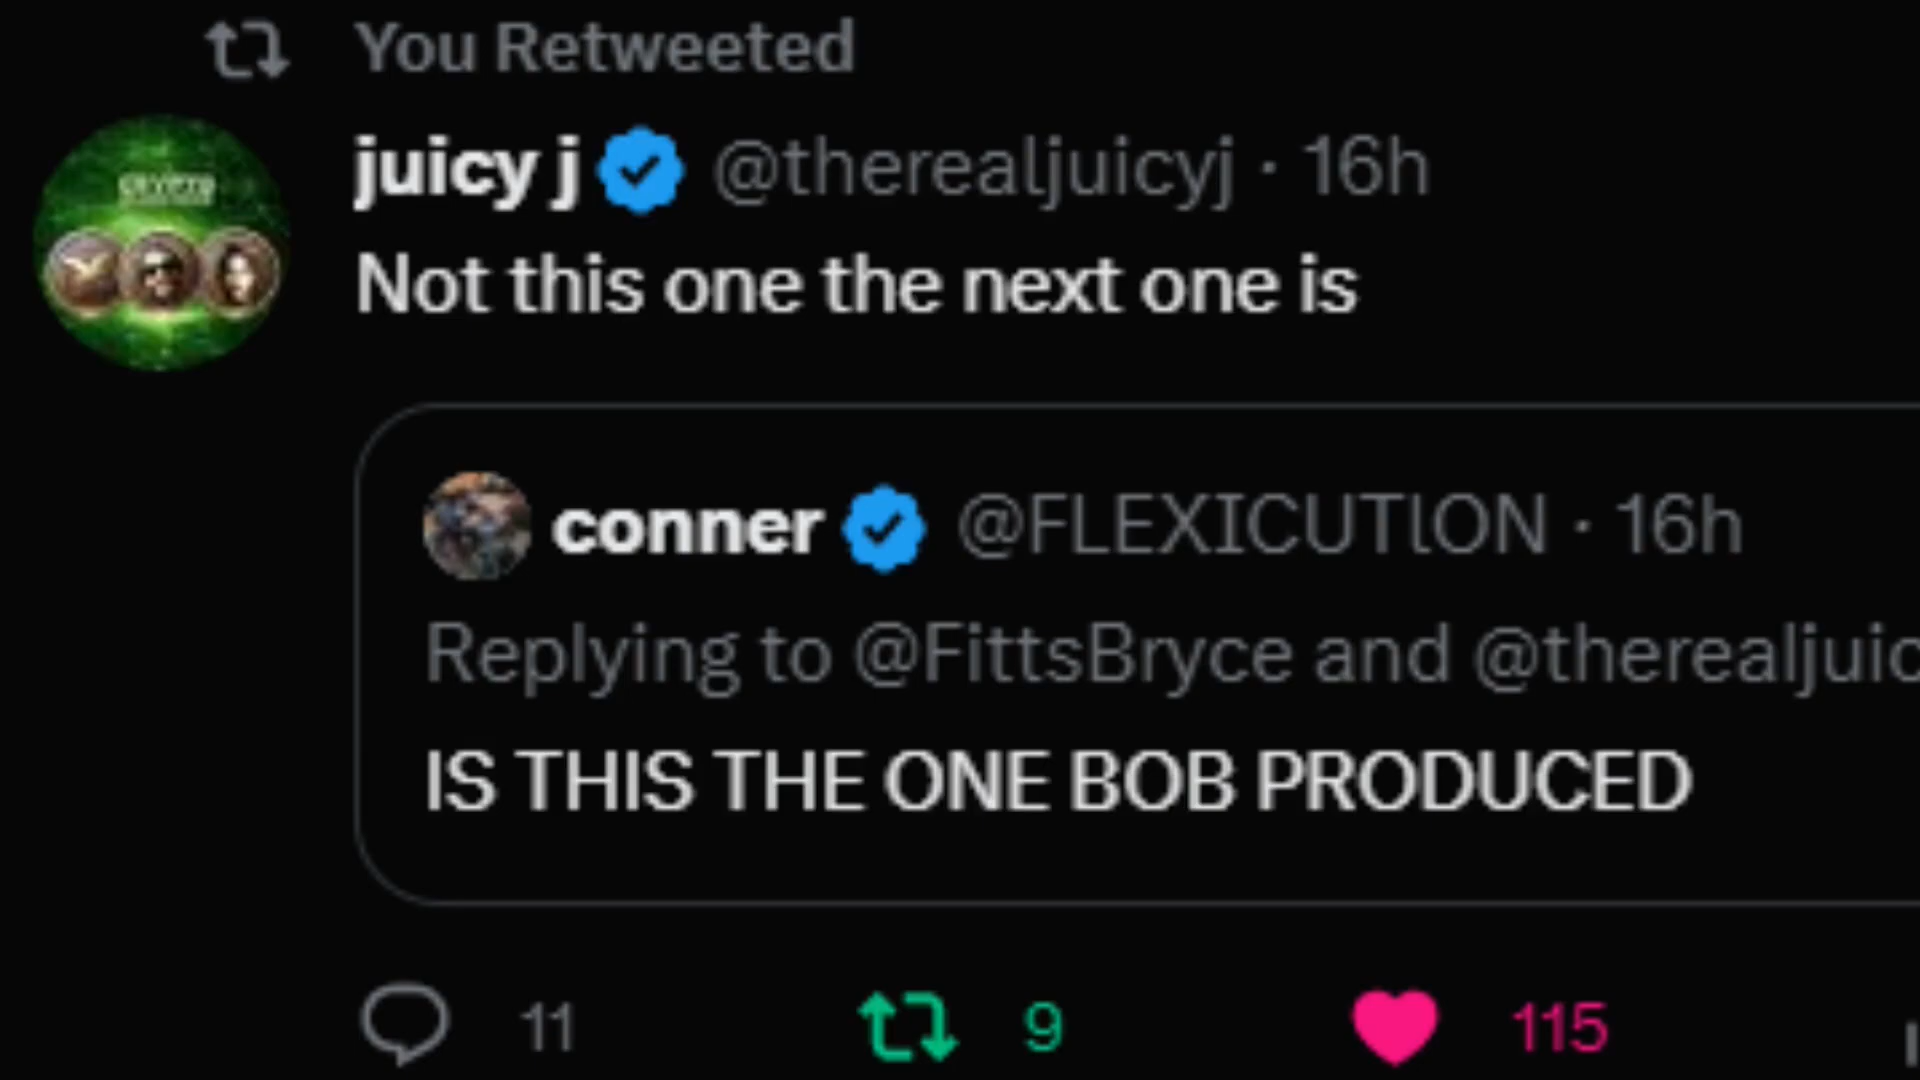 You Retweeted
juicy j @therealjuicyj · 16h
Not this one the next one is
conner @FLEXICUTlON · 16h
Replying to @FittsBryce and @therealjuic
IS THIS THE ONE BOB PRODUCED
11 9 115